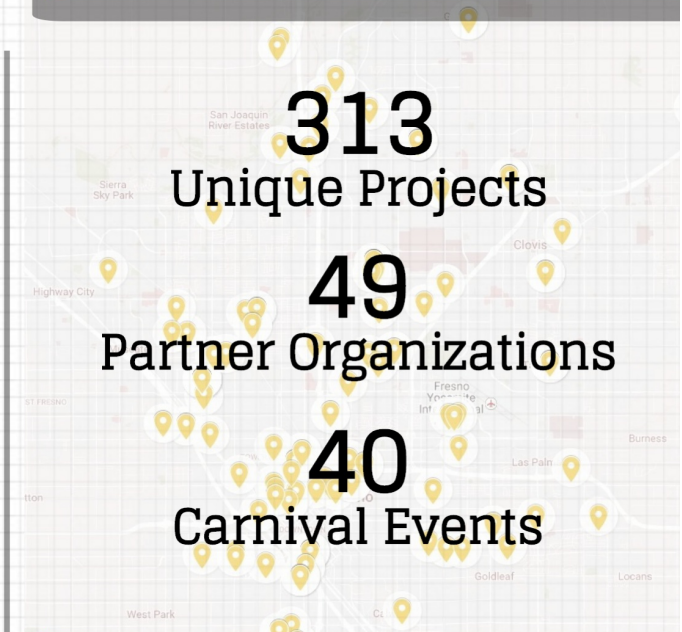 San Joaquin
River Estates
313
Unique Projects
Sierra
Sky Park
Clovis
Highway City
49
Partner Organizations
Fresno
40
Burness
Las Palm
Carnival Events
Goldleaf
Locans
West Park